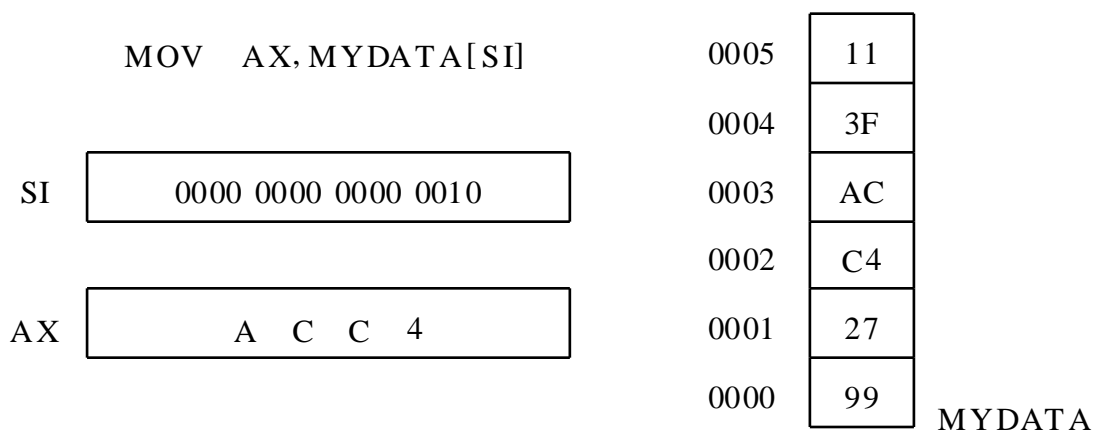 MOV AX, MYDATA[SI]
SI 0000 0000 0000 0010
AX A C C 4
0005 11
0004 3F
0003 AC
0002 C4
0001 27
0000 99 MYDATA